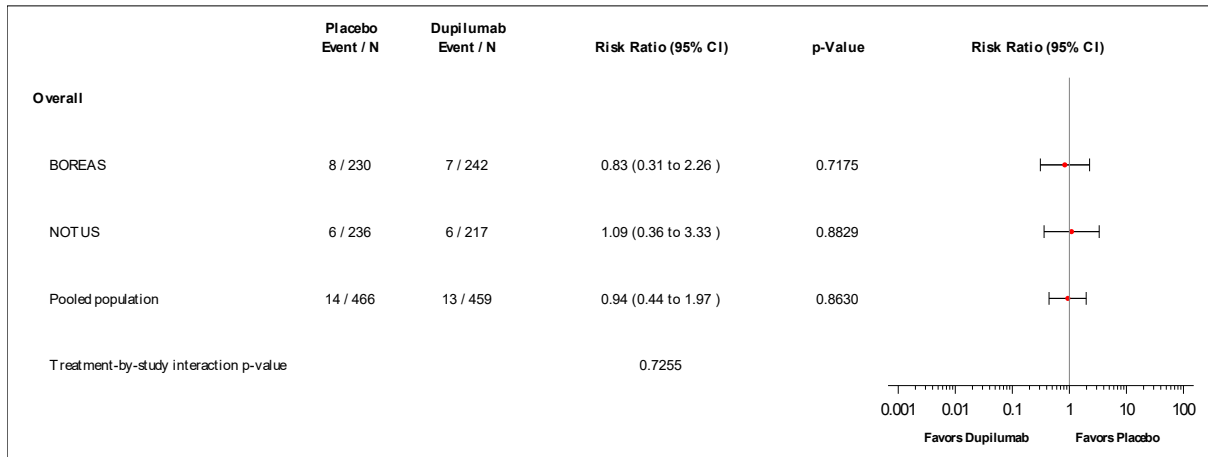 Placebo Dupilumab
Event / N Event / N Risk Ratio (95% CI) p-Value Risk Ratio (95% CI)
Overall
BOREAS 8 / 230 7 / 242 0.83 (0.31 to 2.26 ) 0.7175
NOTUS 6 / 236 6 / 217 1.09 (0.36 to 3.33 ) 0.8829
Pooled population 14 / 466 13 / 459 0.94 (0.44 to 1.97 ) 0.8630
Treatment-by-study interaction p-value 0.7255
0.001 0.01 0.1 1 10 100
Favors Dupilumab Favors Placebo